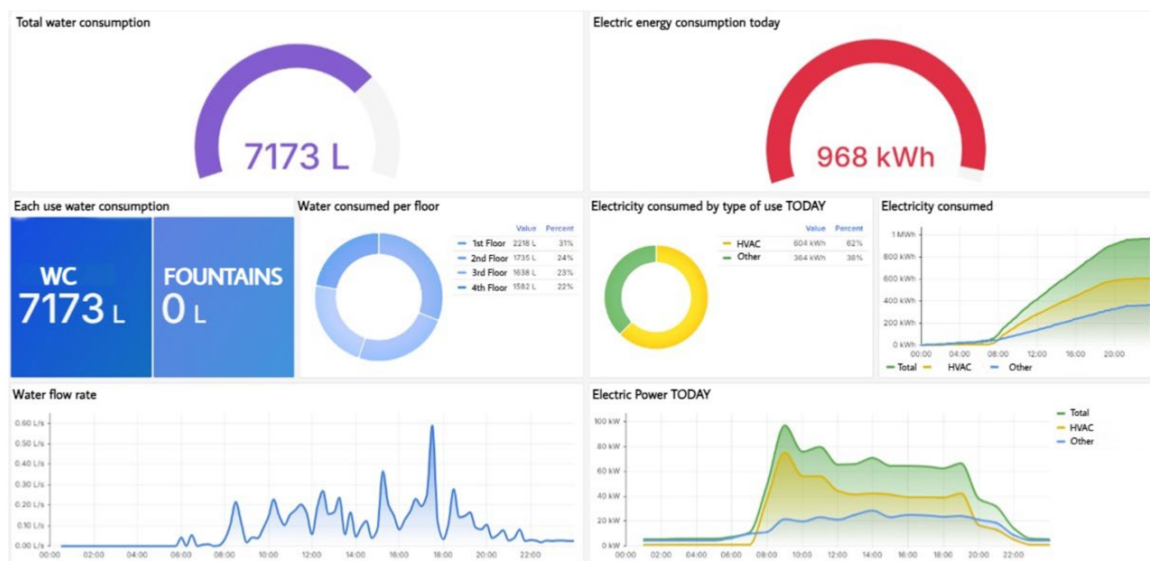 Total water consumption
7173 L
Electric energy consumption today
968 kWh
Each use water consumption
WC
7173 L
FOUNTAINS
0 L
Water consumed per floor
Value Percent
1st Floor 2218 L 31%
2nd Floor 1735 L 24%
3rd Floor 1638 L 23%
4th Floor 1582 L 22%
Electricity consumed by type of use TODAY
Value Percent
HVAC 604 kWh 62%
Other 364 kWh 38%
Electricity consumed
1 MWh
800 kWh
600 kWh
400 kWh
200 kWh
0 kWh
00:00 04:00 08:00 12:00 16:00 20:00
Total HVAC Other
Water flow rate
0.60 L/s
0.50 L/s
0.40 L/s
0.30 L/s
0.20 L/s
0.10 L/s
0.00 L/s
00:00 02:00 04:00 06:00 08:00 10:00 12:00 14:00 16:00 18:00 20:00 22:00
Electric Power TODAY
100 kW
80 kW
60 kW
40 kW
20 kW
0 kW
00:00 02:00 04:00 06:00 08:00 10:00 12:00 14:00 16:00 18:00 20:00 22:00
Total
HVAC
Other